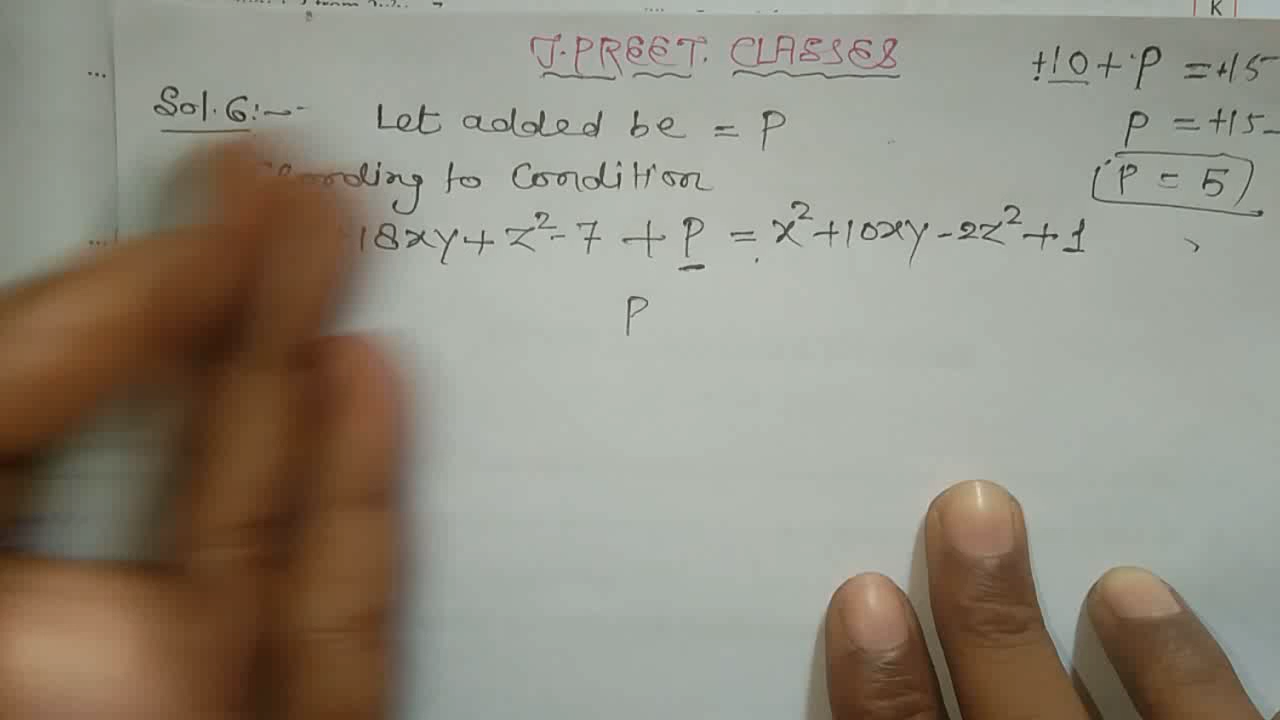 J.PREET. CLASSES
+10 + P = +15
Sol. 6:-- Let added be = P
P = +15-
to condition
P = 5
18xy + z² - 7 + P = x² + 10xy - 2z² + 1
P
K